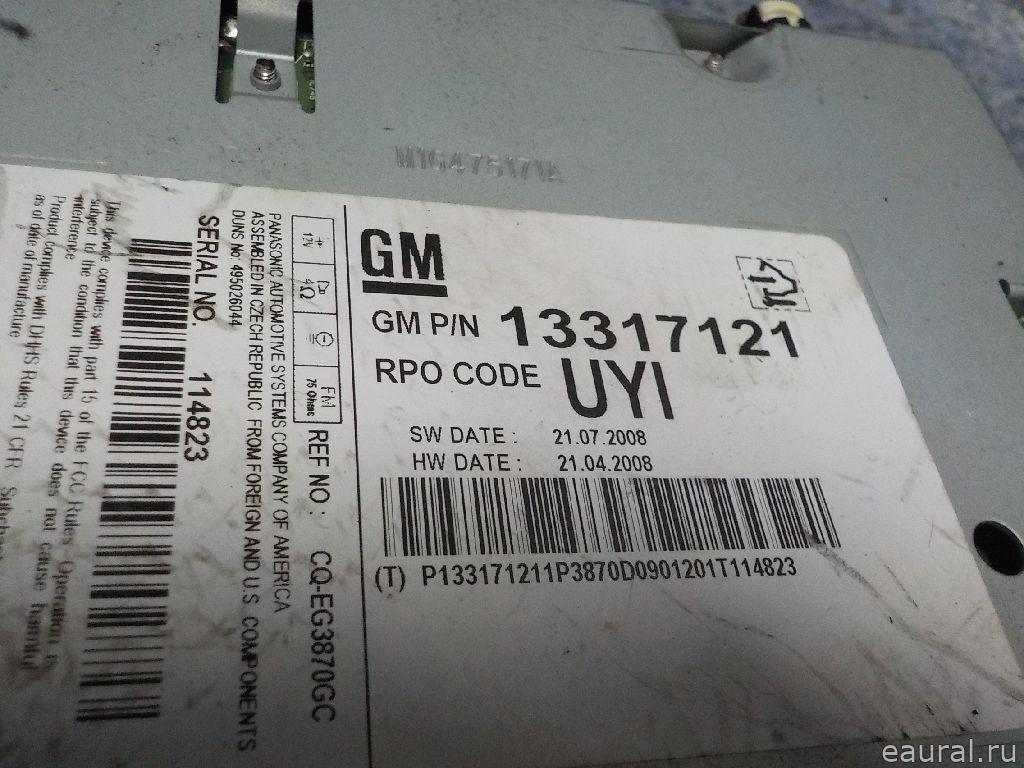 M1G475171A
GM
GM P/N 13317121
RPO CODE UYI
SW DATE : 21.07.2008
HW DATE : 21.04.2008
(T) P133171211P3870D0901201T114823
12V
4Ω
FM
75 Ohms
REF NO : CQ-EG3870GC
PANASONIC AUTOMOTIVE SYSTEMS COMPANY OF AMERICA
ASSEMBLED IN CZECH REPUBLIC FROM FOREIGN AND U.S. COMPONENTS
DUNS No: 495026044
SERIAL NO. 114823
This device complies with part 15 of the FCC Rules - Operation is
subject to the condition that this device does not cause harmful
interference
Product complies with DHHS Rules 21 CFR
as of date of manufacture
eaural.ru